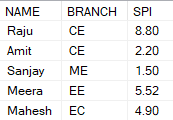 NAME BRANCH SPI
Raju CE 8.80
Amit CE 2.20
Sanjay ME 1.50
Meera EE 5.52
Mahesh EC 4.90